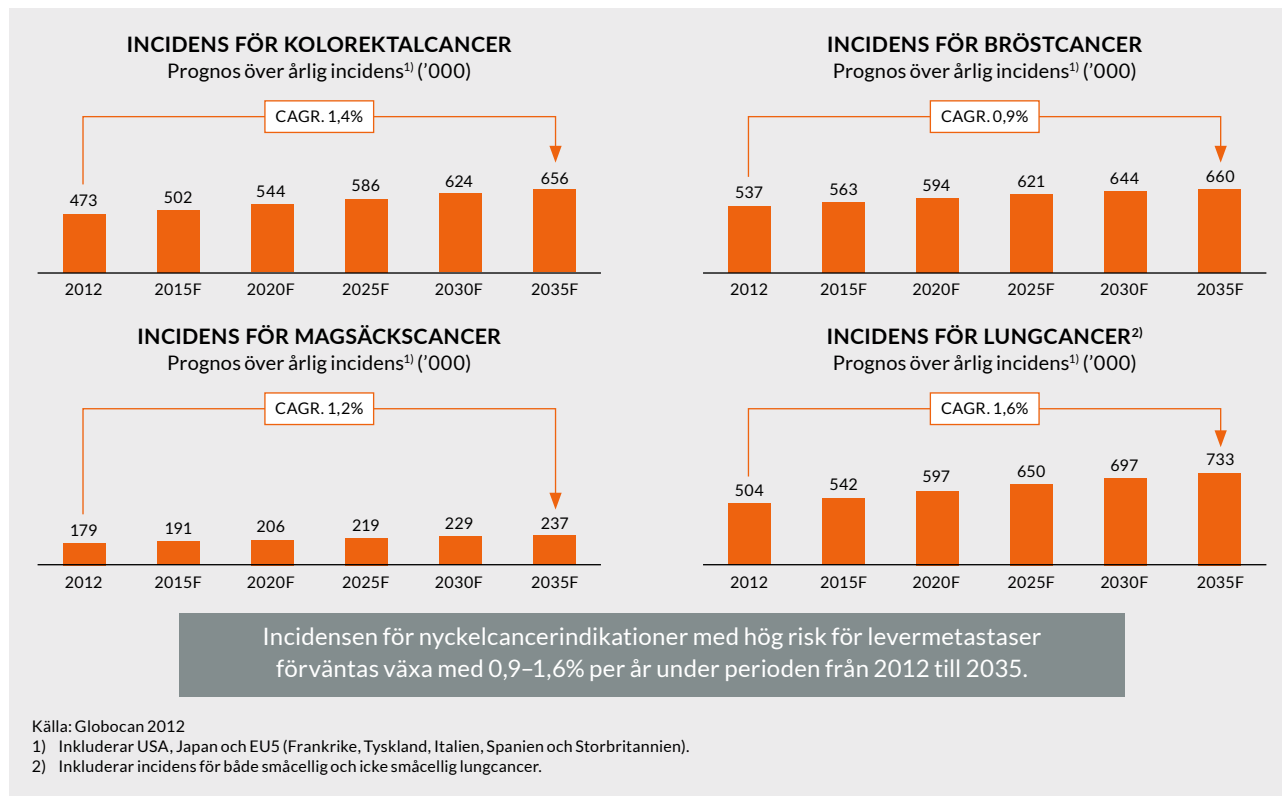 INCIDENS FÖR KOLOREKTALCANCER
Prognos över årlig incidens1) ('000)
CAGR. 1,4%
473 502 544 586 624 656
2012 2015F 2020F 2025F 2030F 2035F
INCIDENS FÖR BRÖSTCANCER
Prognos över årlig incidens1) ('000)
CAGR. 0,9%
537 563 594 621 644 660
2012 2015F 2020F 2025F 2030F 2035F
INCIDENS FÖR MAGSÄCKSCANCER
Prognos över årlig incidens1) ('000)
CAGR. 1,2%
179 191 206 219 229 237
2012 2015F 2020F 2025F 2030F 2035F
INCIDENS FÖR LUNGCANCER2)
Prognos över årlig incidens1) ('000)
CAGR. 1,6%
504 542 597 650 697 733
2012 2015F 2020F 2025F 2030F 2035F
Incidensen för nyckelcancerindikationer med hög risk för levermetastaser
förväntas växa med 0,9–1,6% per år under perioden från 2012 till 2035.
Källa: Globocan 2012
1) Inkluderar USA, Japan och EU5 (Frankrike, Tyskland, Italien, Spanien och Storbritannien).
2) Inkluderar incidens för både småcellig och icke småcellig lungcancer.